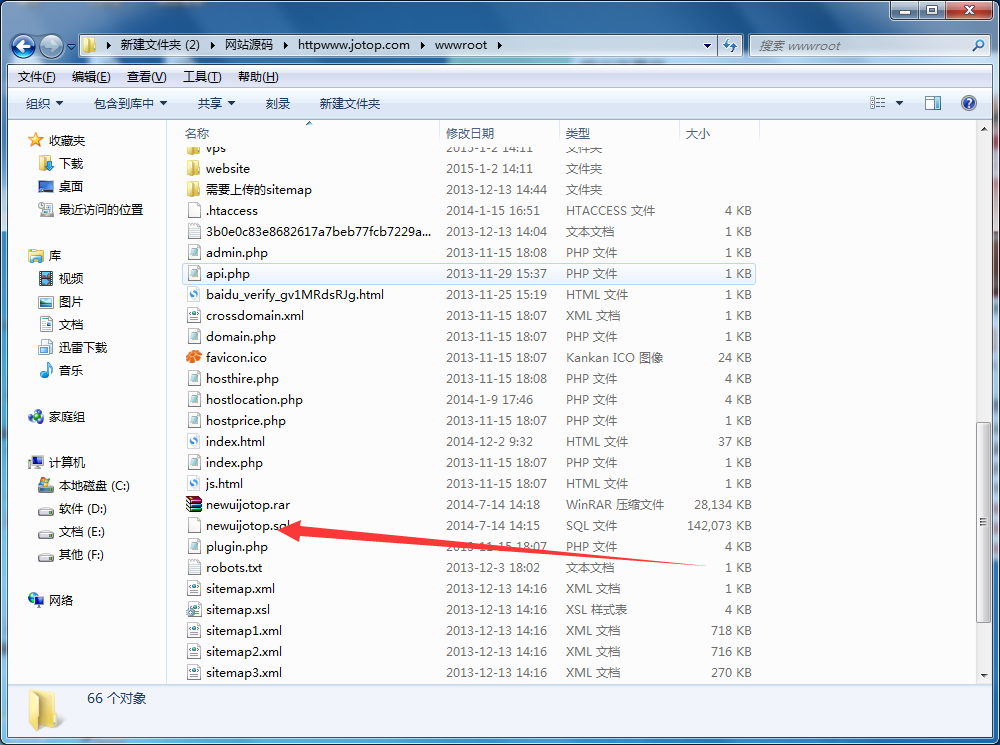 新建文件夹 (2) 网站源码 httpwww.jotop.com wwwroot 搜索 wwwroot
文件(F) 编辑(E) 查看(V) 工具(T) 帮助(H)
组织 包含到库中 共享 刻录 新建文件夹
收藏夹
下载
桌面
最近访问的位置
库
视频
图片
文档
迅雷下载
音乐
家庭组
计算机
本地磁盘 (C:)
软件 (D:)
文档 (E:)
其他 (F:)
网络
名称 修改日期 类型 大小
vps 2015-1-2 14:11 文件夹
website 2015-1-2 14:11 文件夹
需要上传的sitemap 2013-12-13 14:44 文件夹
.htaccess 2014-1-15 16:51 HTACCESS 文件 4 KB
3b0e0c83e8682617a7beb77fcb7229a... 2013-12-13 14:04 文本文档 1 KB
admin.php 2013-11-15 18:08 PHP 文件 1 KB
api.php 2013-11-29 15:37 PHP 文件 1 KB
baidu_verify_gv1MRdsRJg.html 2013-11-25 15:19 HTML 文件 1 KB
crossdomain.xml 2013-11-15 18:07 XML 文档 1 KB
domain.php 2013-11-15 18:07 PHP 文件 1 KB
favicon.ico 2013-11-15 18:07 Kankan ICO 图像 24 KB
hosthire.php 2013-11-15 18:08 PHP 文件 4 KB
hostlocation.php 2014-1-9 17:46 PHP 文件 4 KB
hostprice.php 2013-11-15 18:07 PHP 文件 1 KB
index.html 2014-12-2 9:32 HTML 文件 37 KB
index.php 2013-11-15 18:07 PHP 文件 1 KB
js.html 2013-11-15 18:07 HTML 文件 1 KB
newuijotop.rar 2014-7-14 14:18 WinRAR 压缩文件 28,134 KB
newuijotop.sql 2014-7-14 14:15 SQL 文件 142,073 KB
plugin.php 2013-11-15 18:07 PHP 文件 4 KB
robots.txt 2013-12-3 18:02 文本文档 1 KB
sitemap.xml 2013-12-13 14:16 XML 文档 1 KB
sitemap.xsl 2013-12-13 14:16 XSL 样式表 4 KB
sitemap1.xml 2013-12-13 14:16 XML 文档 718 KB
sitemap2.xml 2013-12-13 14:16 XML 文档 716 KB
sitemap3.xml 2013-12-13 14:16 XML 文档 270 KB
66 个对象